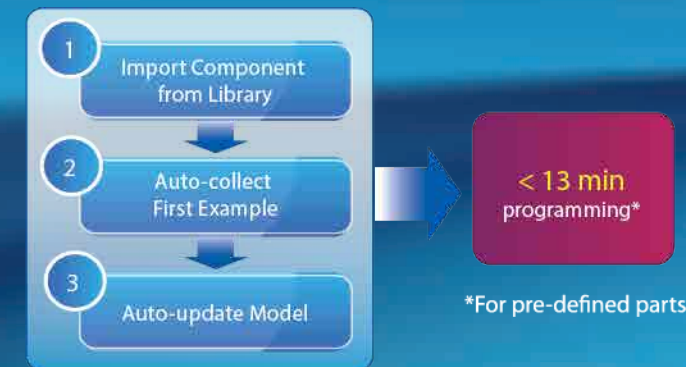 1
Import Component
from Library
2
Auto-collect
First Example
3
Auto-update Model
< 13 min
programming*
*For pre-defined parts